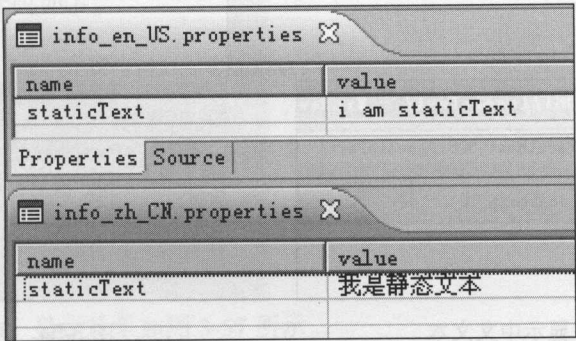 info_en_US.properties
name value
staticText i am staticText
Properties Source
info_zh_CN.properties
name value
staticText 我是静态文本